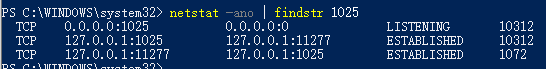 PS C:\WINDOWS\system32> netstat -ano | findstr 1025
TCP 0.0.0.0:1025 0.0.0.0:0 LISTENING 10312
TCP 127.0.0.1:1025 127.0.0.1:11277 ESTABLISHED 10312
TCP 127.0.0.1:11277 127.0.0.1:1025 ESTABLISHED 1072